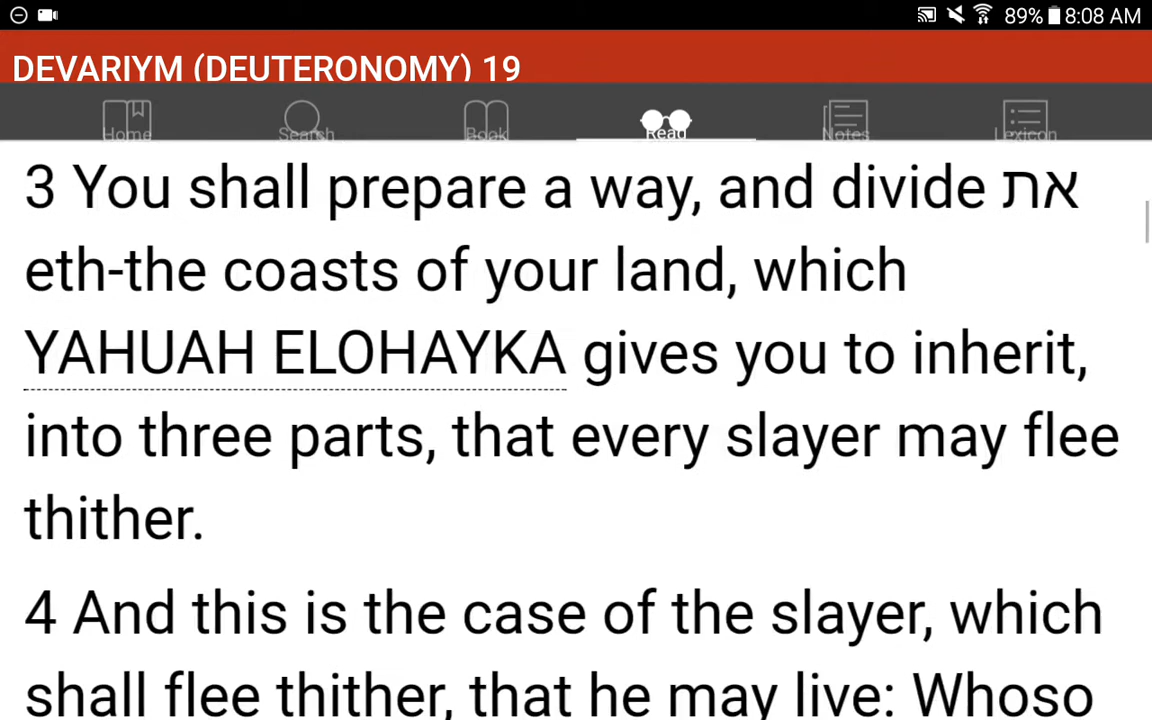 89% 8:08 AM
DEVARIYM (DEUTERONOMY) 19
Home Search Book Read Notes Lexicon
3 You shall prepare a way, and divide את
eth-the coasts of your land, which
YAHUAH ELOHAYKA gives you to inherit,
into three parts, that every slayer may flee
thither.
4 And this is the case of the slayer, which
shall flee thither, that he may live: Whoso